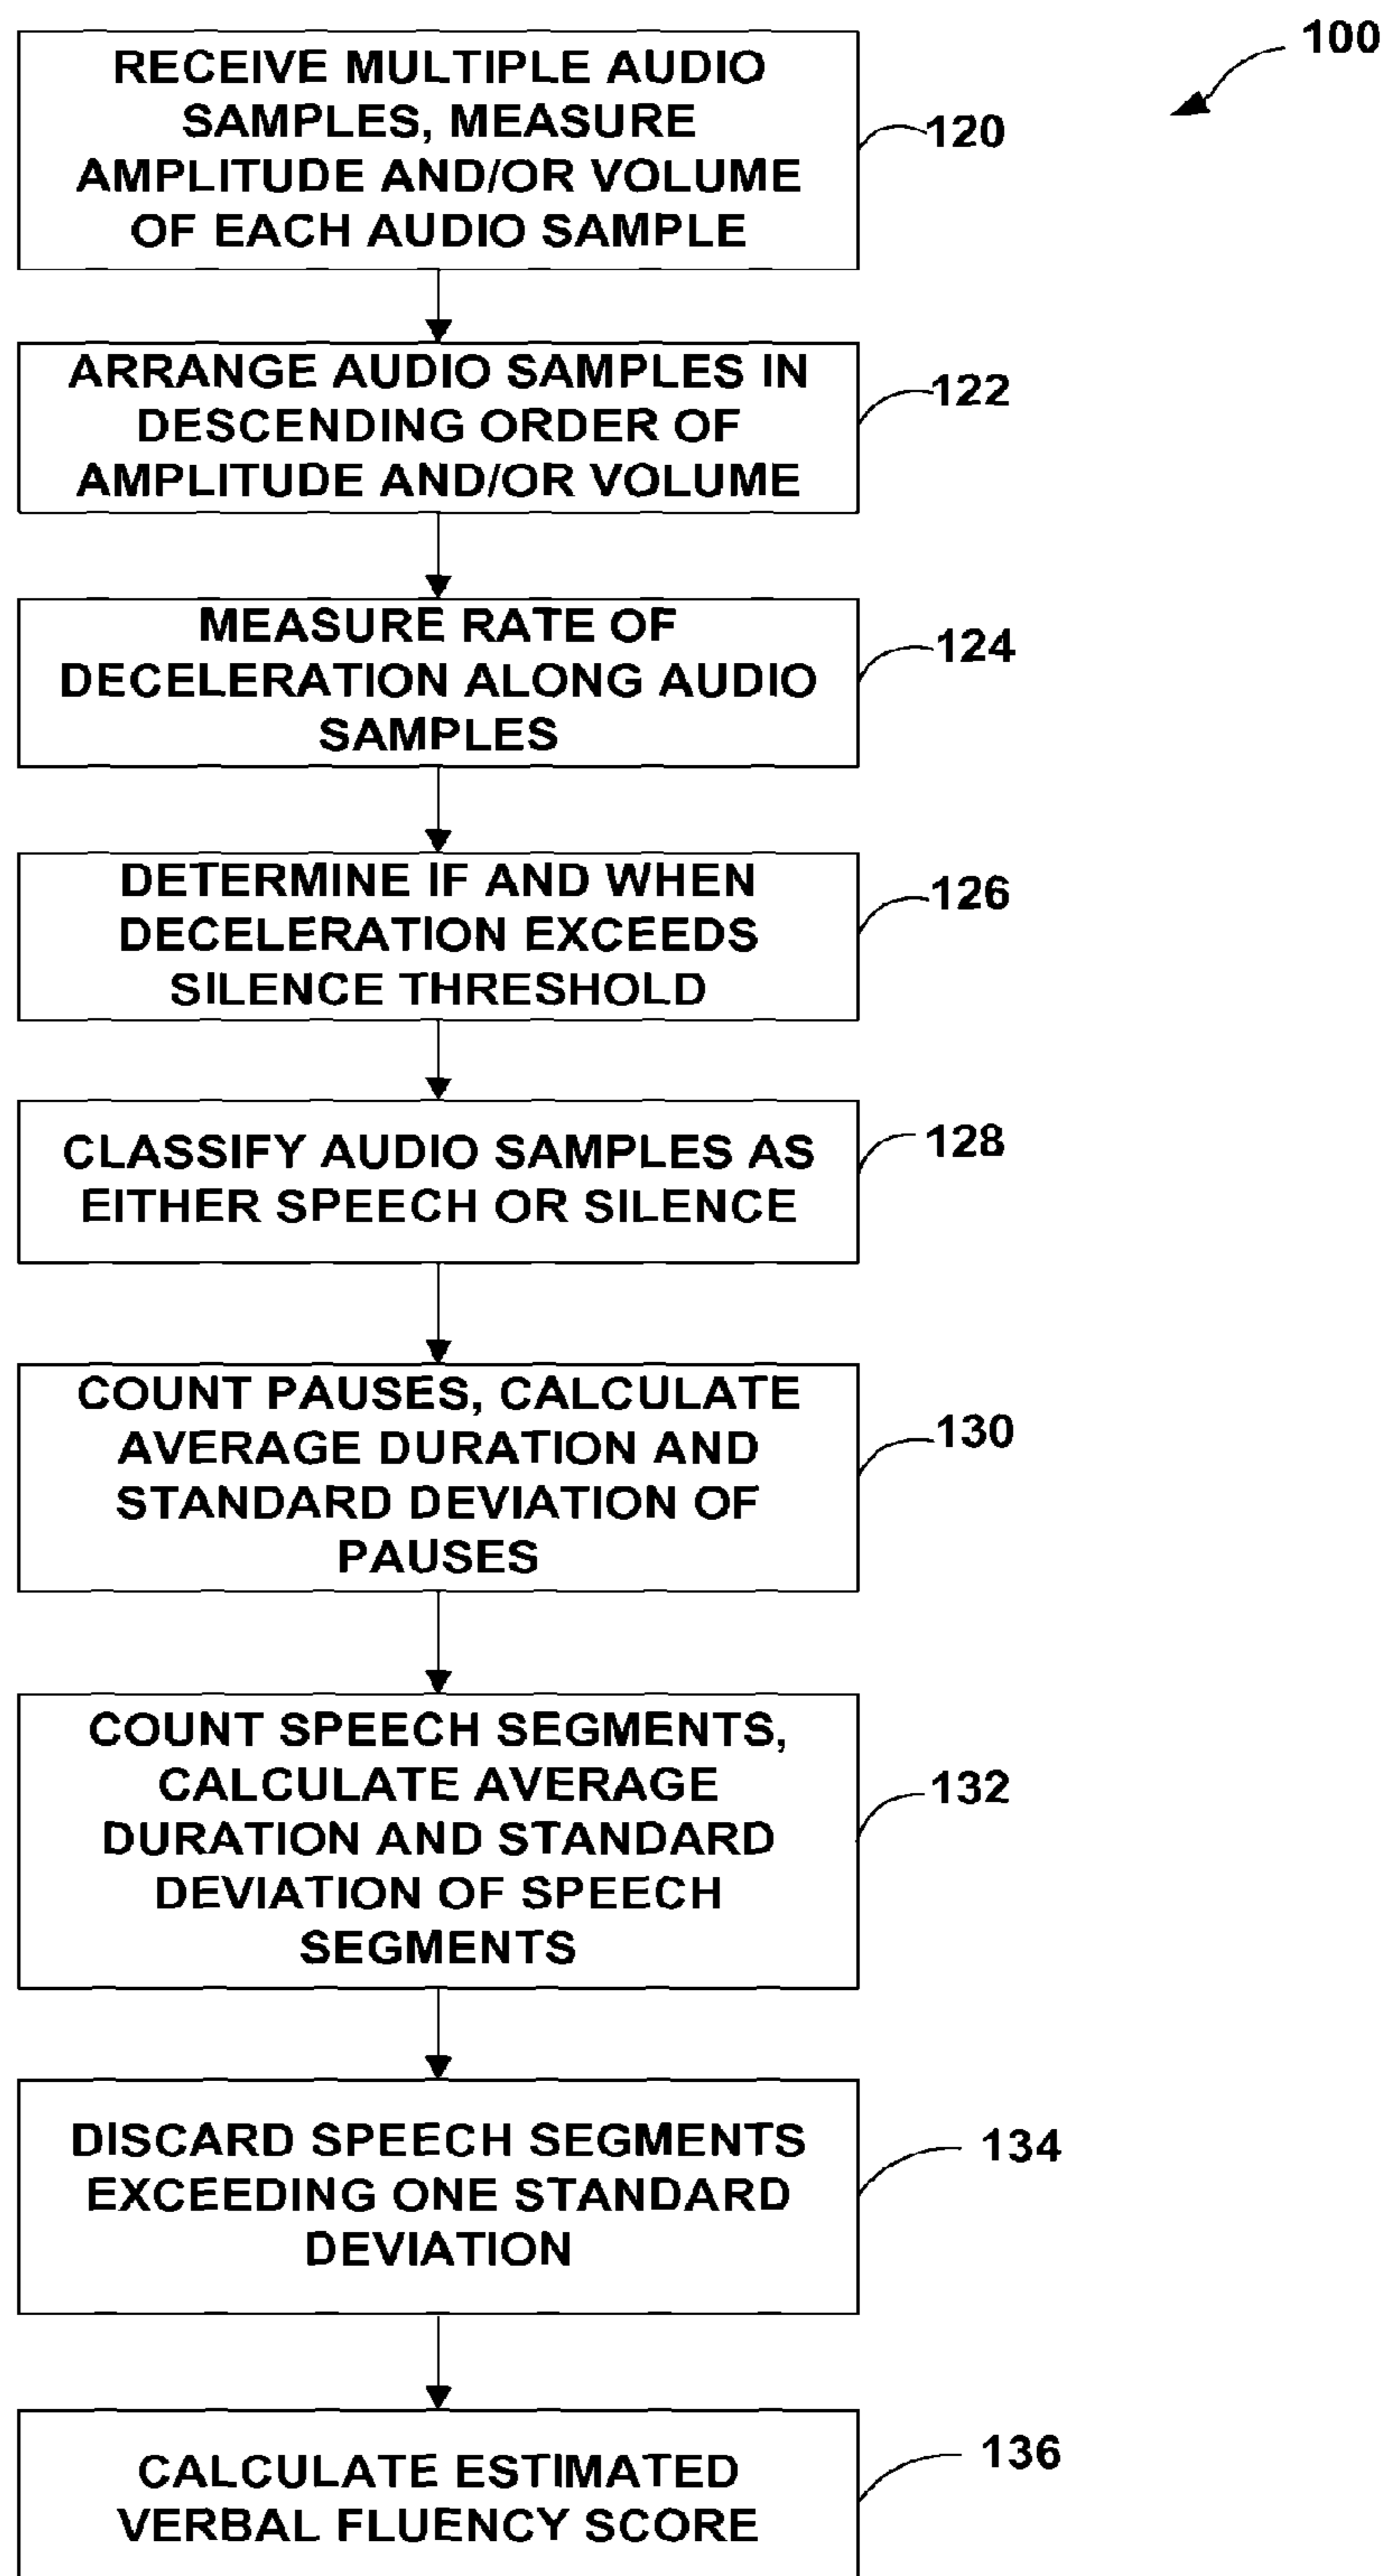 100
RECEIVE MULTIPLE AUDIO
SAMPLES, MEASURE
AMPLITUDE AND/OR VOLUME
OF EACH AUDIO SAMPLE
120
ARRANGE AUDIO SAMPLES IN
DESCENDING ORDER OF
AMPLITUDE AND/OR VOLUME
122
MEASURE RATE OF
DECELERATION ALONG AUDIO
SAMPLES
124
DETERMINE IF AND WHEN
DECELERATION EXCEEDS
SILENCE THRESHOLD
126
CLASSIFY AUDIO SAMPLES AS
EITHER SPEECH OR SILENCE
128
COUNT PAUSES, CALCULATE
AVERAGE DURATION AND
STANDARD DEVIATION OF
PAUSES
130
COUNT SPEECH SEGMENTS,
CALCULATE AVERAGE
DURATION AND STANDARD
DEVIATION OF SPEECH
SEGMENTS
132
DISCARD SPEECH SEGMENTS
EXCEEDING ONE STANDARD
DEVIATION
134
CALCULATE ESTIMATED
VERBAL FLUENCY SCORE
136